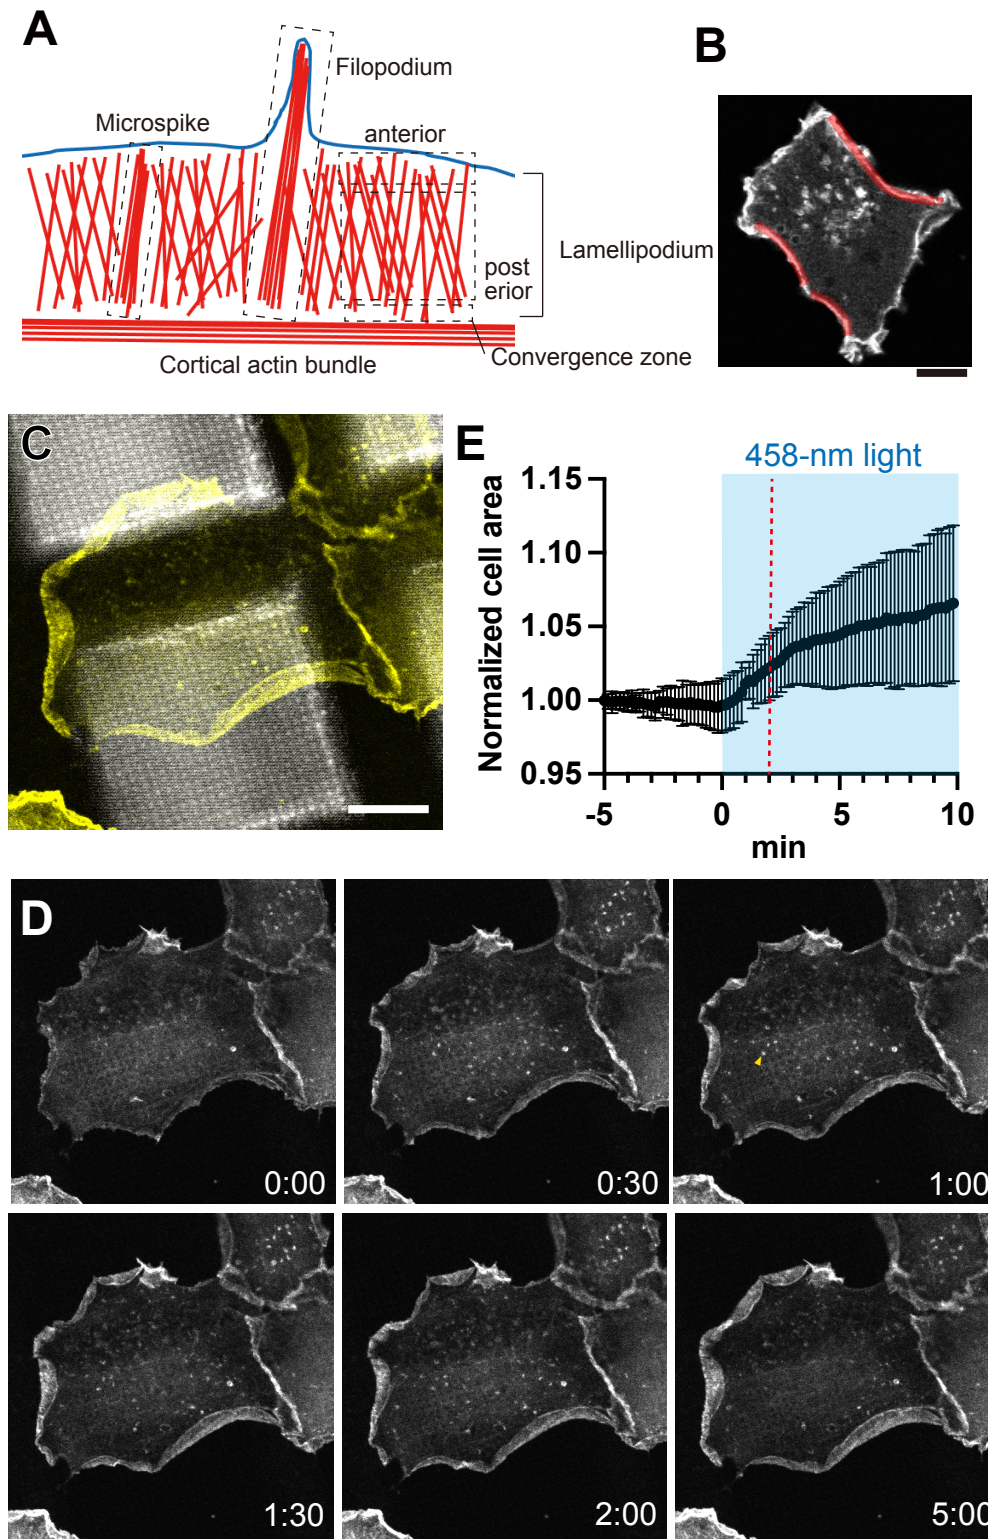 A
Filopodium
Microspike
anterior
Lamellipodium
post
erior
Convergence zone
Cortical actin bundle
B
C
E
458-nm light
Normalized cell area
1.15
1.10
1.05
1.00
0.95
-5
0
5
10
min
D
0:00
0:30
1:00
1:30
2:00
5:00